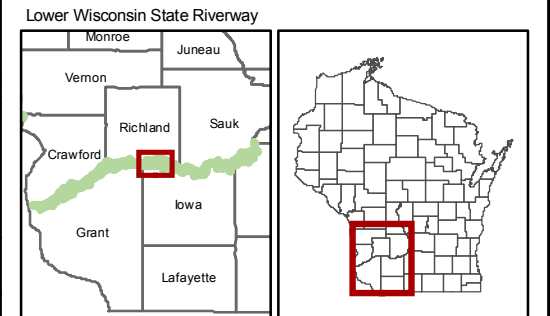 Lower Wisconsin State Riverway
Monroe
Juneau
Vernon
Richland
Sauk
Crawford
Iowa
Grant
Lafayette